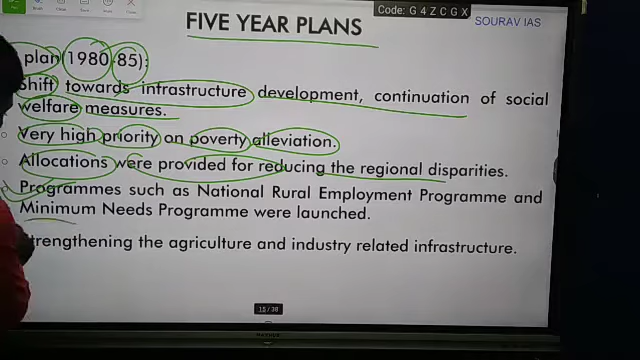 Code: G 4 Z C G X
FIVE YEAR PLANS
SOURAV IAS
plan (1980-85):
Shift towards infrastructure development, continuation of social
welfare measures.
Very high priority on poverty alleviation.
Allocations were provided for reducing the regional disparities.
Programmes such as National Rural Employment Programme and
Minimum Needs Programme were launched.
trengthening the agriculture and industry related infrastructure.
15 / 38